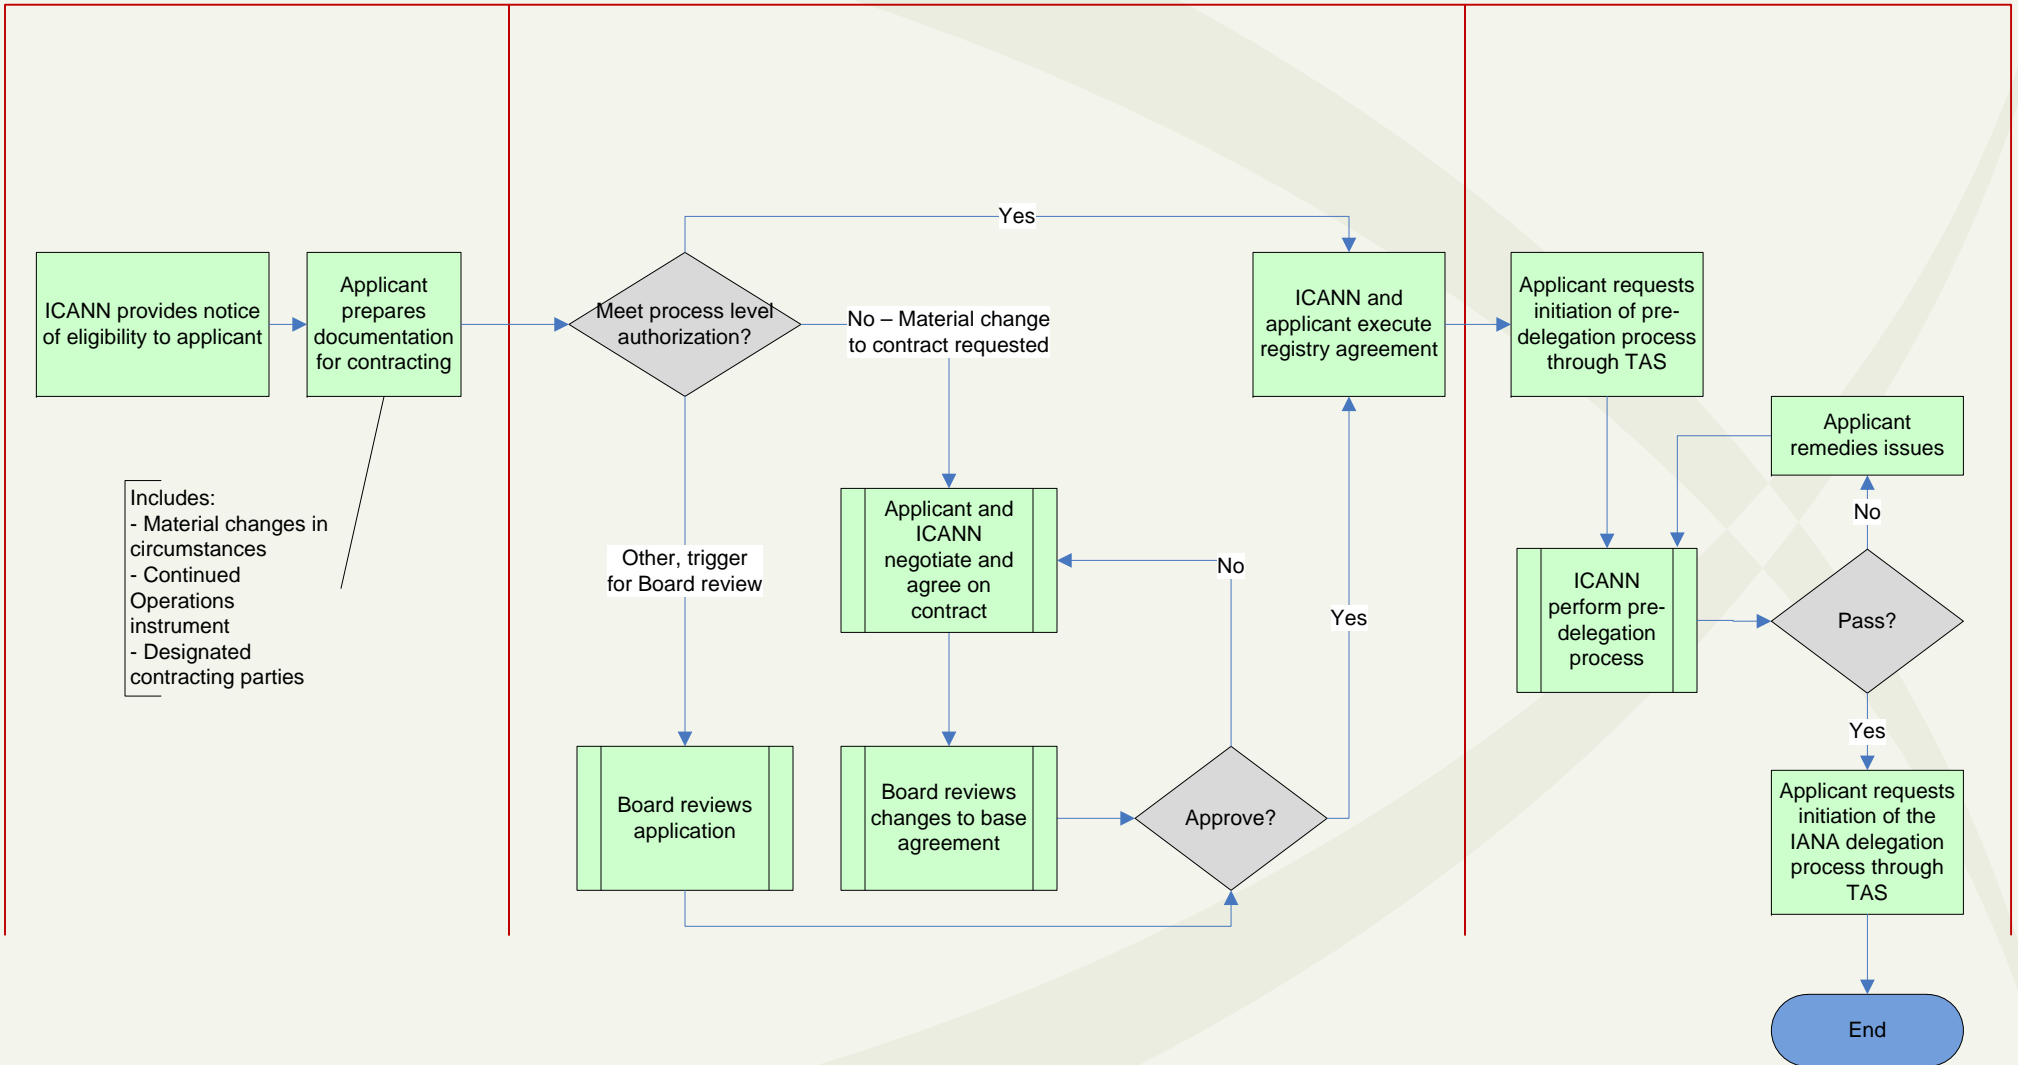 ICANN provides notice
of eligibility to applicant
Applicant
prepares
documentation
for contracting
Includes:
- Material changes in
circumstances
- Continued
Operations
instrument
- Designated
contracting parties
Meet process level
authorization?
Yes
No – Material change
to contract requested
Other, trigger
for Board review
Applicant and
ICANN
negotiate and
agree on
contract
No
Yes
Board reviews
application
Board reviews
changes to base
agreement
Approve?
ICANN and
applicant execute
registry agreement
Applicant requests
initiation of pre-
delegation process
through TAS
Applicant
remedies issues
No
ICANN
perform pre-
delegation
process
Pass?
Yes
Applicant requests
initiation of the
IANA delegation
process through
TAS
End